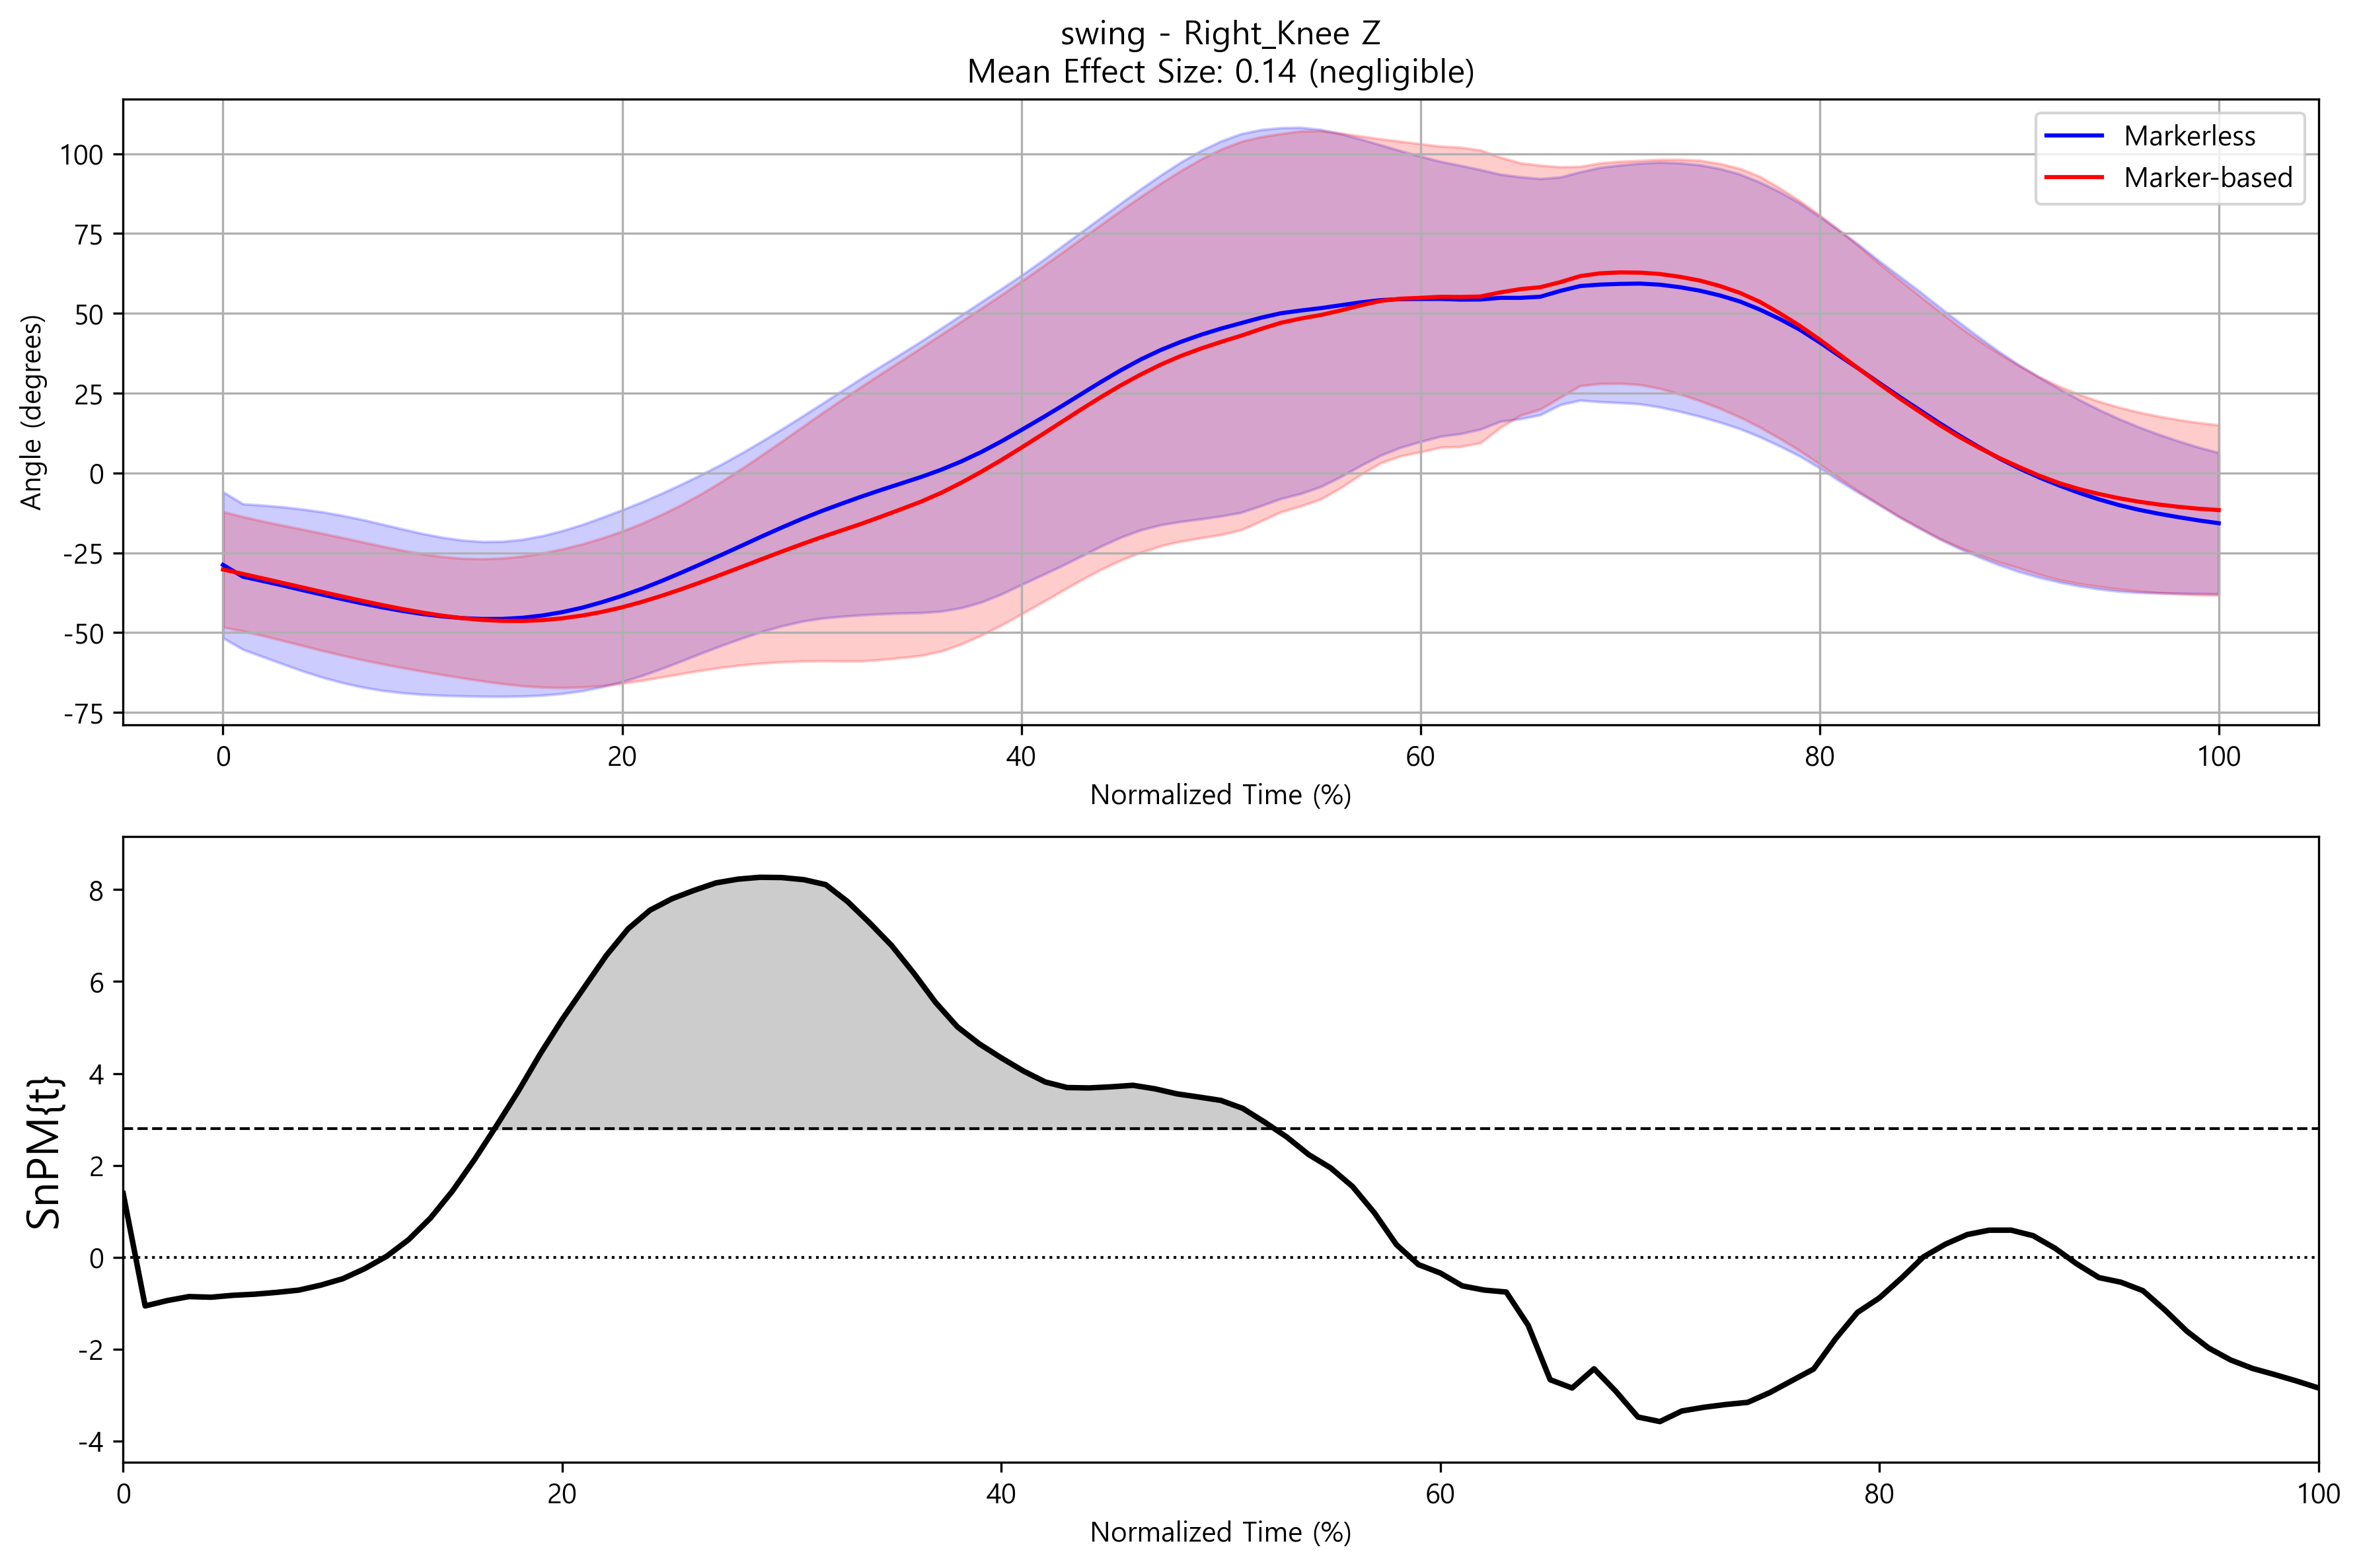 swing - Right_Knee Z
Mean Effect Size: 0.14 (negligible)
Angle (degrees)
100
75
50
25
0
-25
-50
-75
Markerless
Marker-based
0 20 40 60 80 100
Normalized Time (%)
SnPM{t}
8
6
4
2
0
-2
-4
0 20 40 60 80 100
Normalized Time (%)